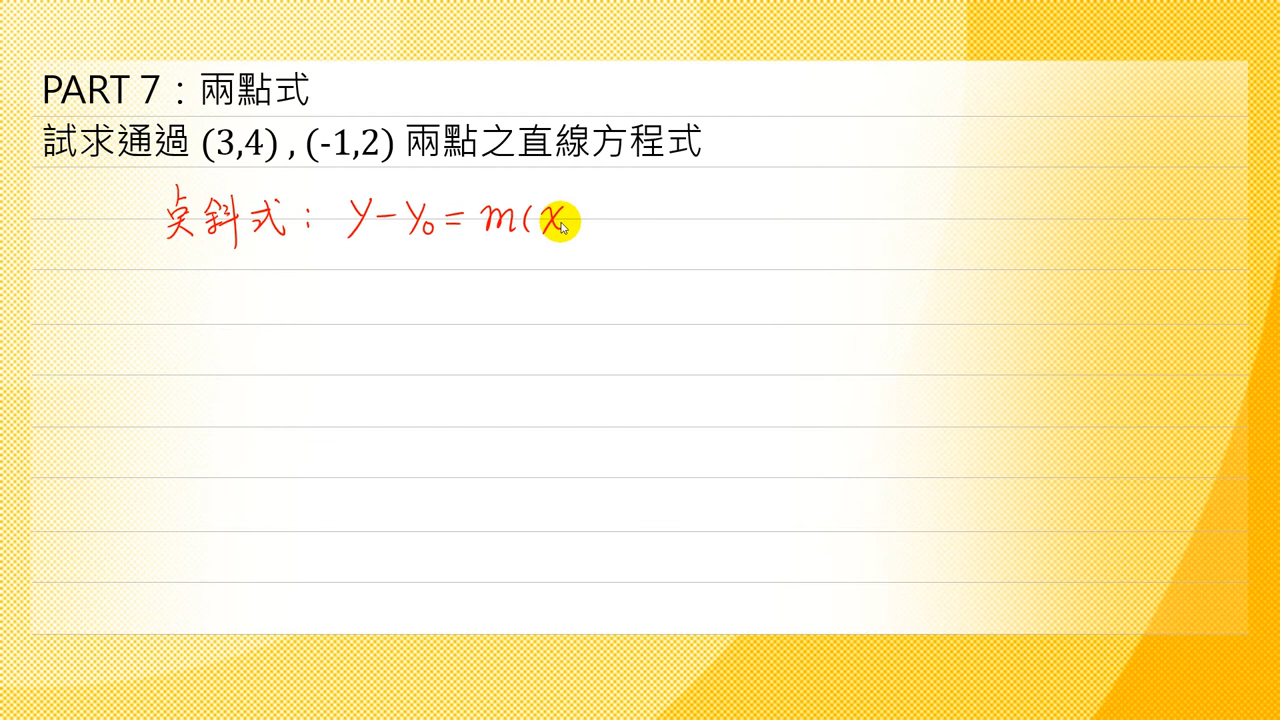 PART 7：兩點式
試求通過 (3,4) , (-1,2) 兩點之直線方程式
点斜式： y－y₀ = m(x